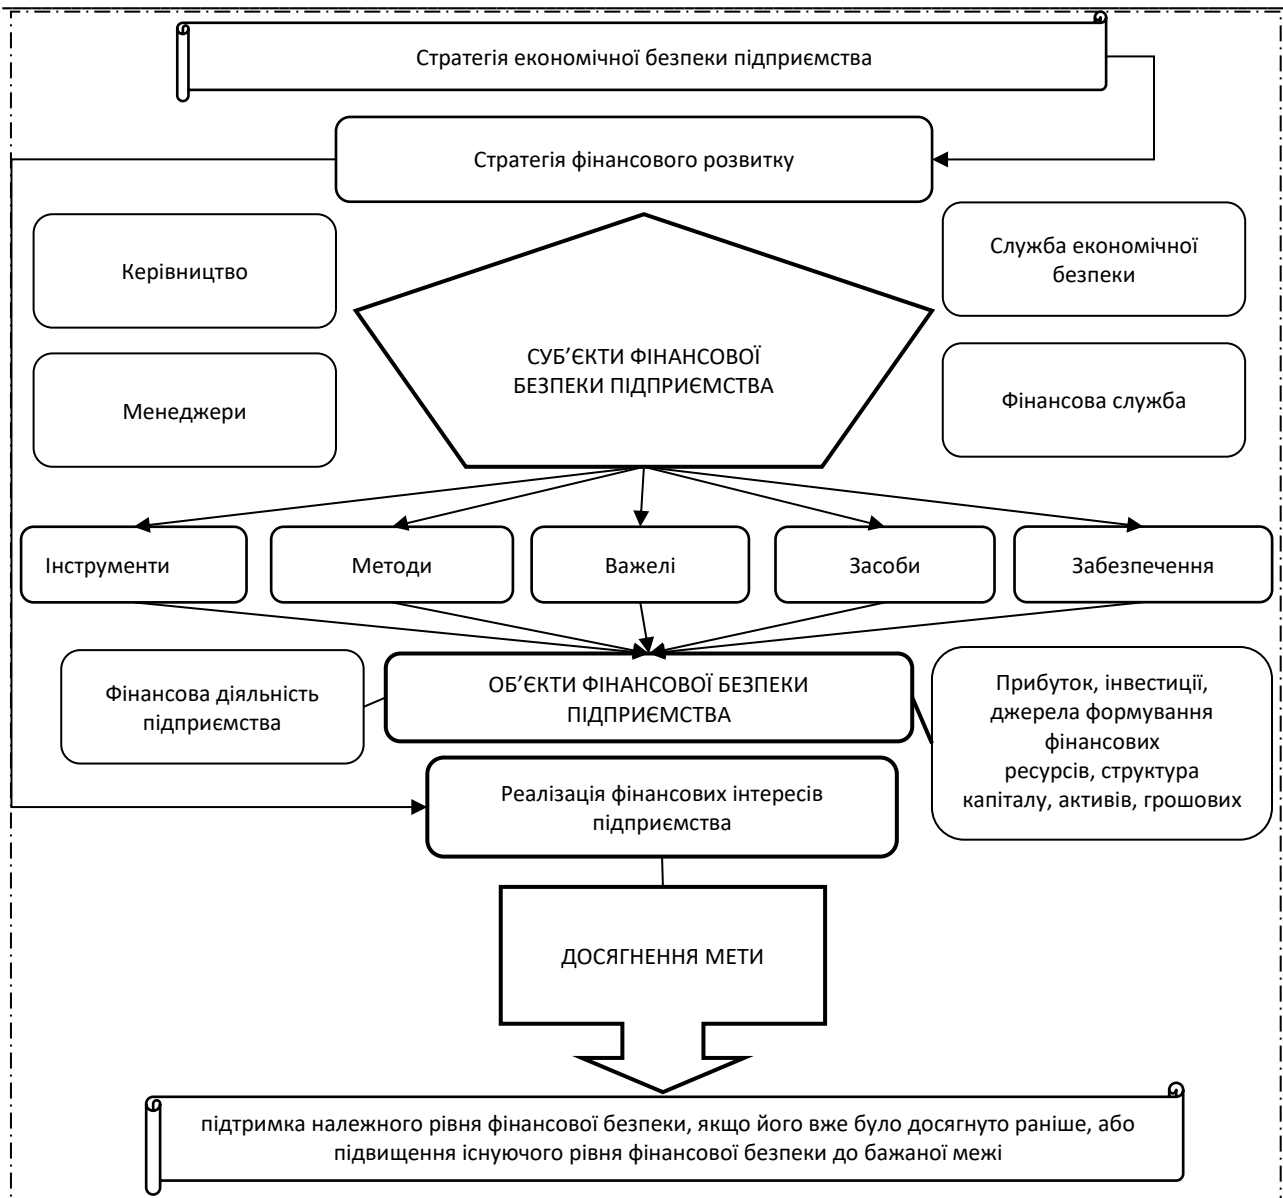 Стратегія економічної безпеки підприємства
Стратегія фінансового розвитку
Керівництво
Служба економічної
безпеки
СУБ’ЄКТИ ФІНАНСОВОЇ
БЕЗПЕКИ ПІДПРИЄМСТВА
Менеджери
Фінансова служба
Інструменти
Методи
Важелі
Засоби
Забезпечення
Фінансова діяльність
підприємства
ОБ’ЄКТИ ФІНАНСОВОЇ БЕЗПЕКИ
ПІДПРИЄМСТВА
Прибуток, інвестиції,
джерела формування
фінансових
ресурсів, структура
капіталу, активів, грошових
Реалізація фінансових інтересів
підприємства
ДОСЯГНЕННЯ МЕТИ
підтримка належного рівня фінансової безпеки, якщо його вже було досягнуто раніше, або
підвищення існуючого рівня фінансової безпеки до бажаної межі